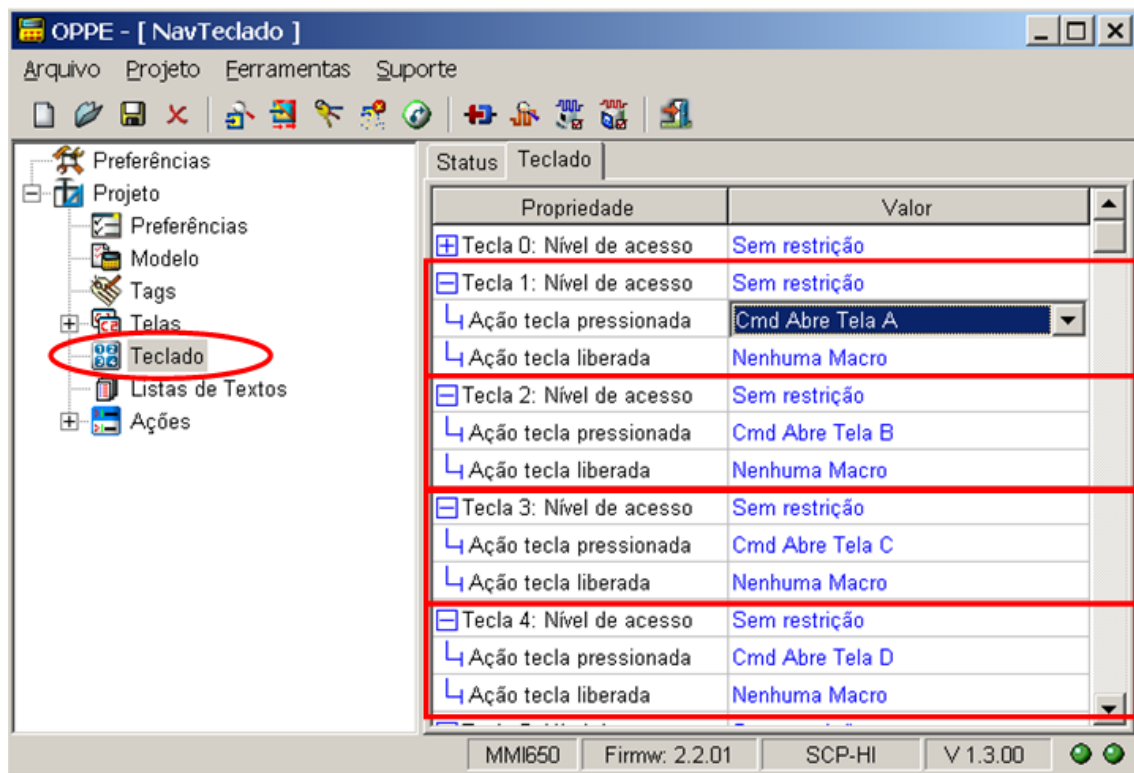 OPPE - [ NavTeclado ]
Arquivo Projeto Ferramentas Suporte
Preferências
Projeto
Preferências
Modelo
Tags
Telas
Teclado
Listas de Textos
Ações
Status Teclado
Propriedade Valor
Tecla 0: Nível de acesso Sem restrição
Tecla 1: Nível de acesso Sem restrição
Ação tecla pressionada Cmd Abre Tela A
Ação tecla liberada Nenhuma Macro
Tecla 2: Nível de acesso Sem restrição
Ação tecla pressionada Cmd Abre Tela B
Ação tecla liberada Nenhuma Macro
Tecla 3: Nível de acesso Sem restrição
Ação tecla pressionada Cmd Abre Tela C
Ação tecla liberada Nenhuma Macro
Tecla 4: Nível de acesso Sem restrição
Ação tecla pressionada Cmd Abre Tela D
Ação tecla liberada Nenhuma Macro
MMI650 Firmw: 2.2.01 SCP-HI V 1.3.00